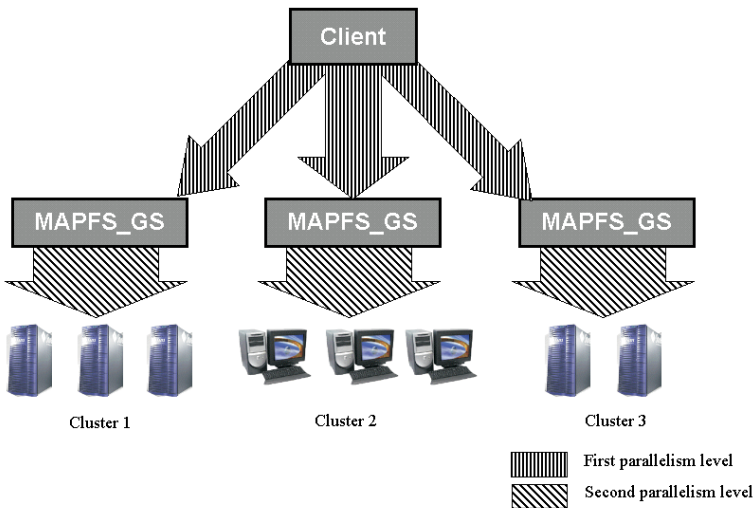 Client
MAPFS_GS
MAPFS_GS
MAPFS_GS
Cluster 1
Cluster 2
Cluster 3
First parallelism level
Second parallelism level